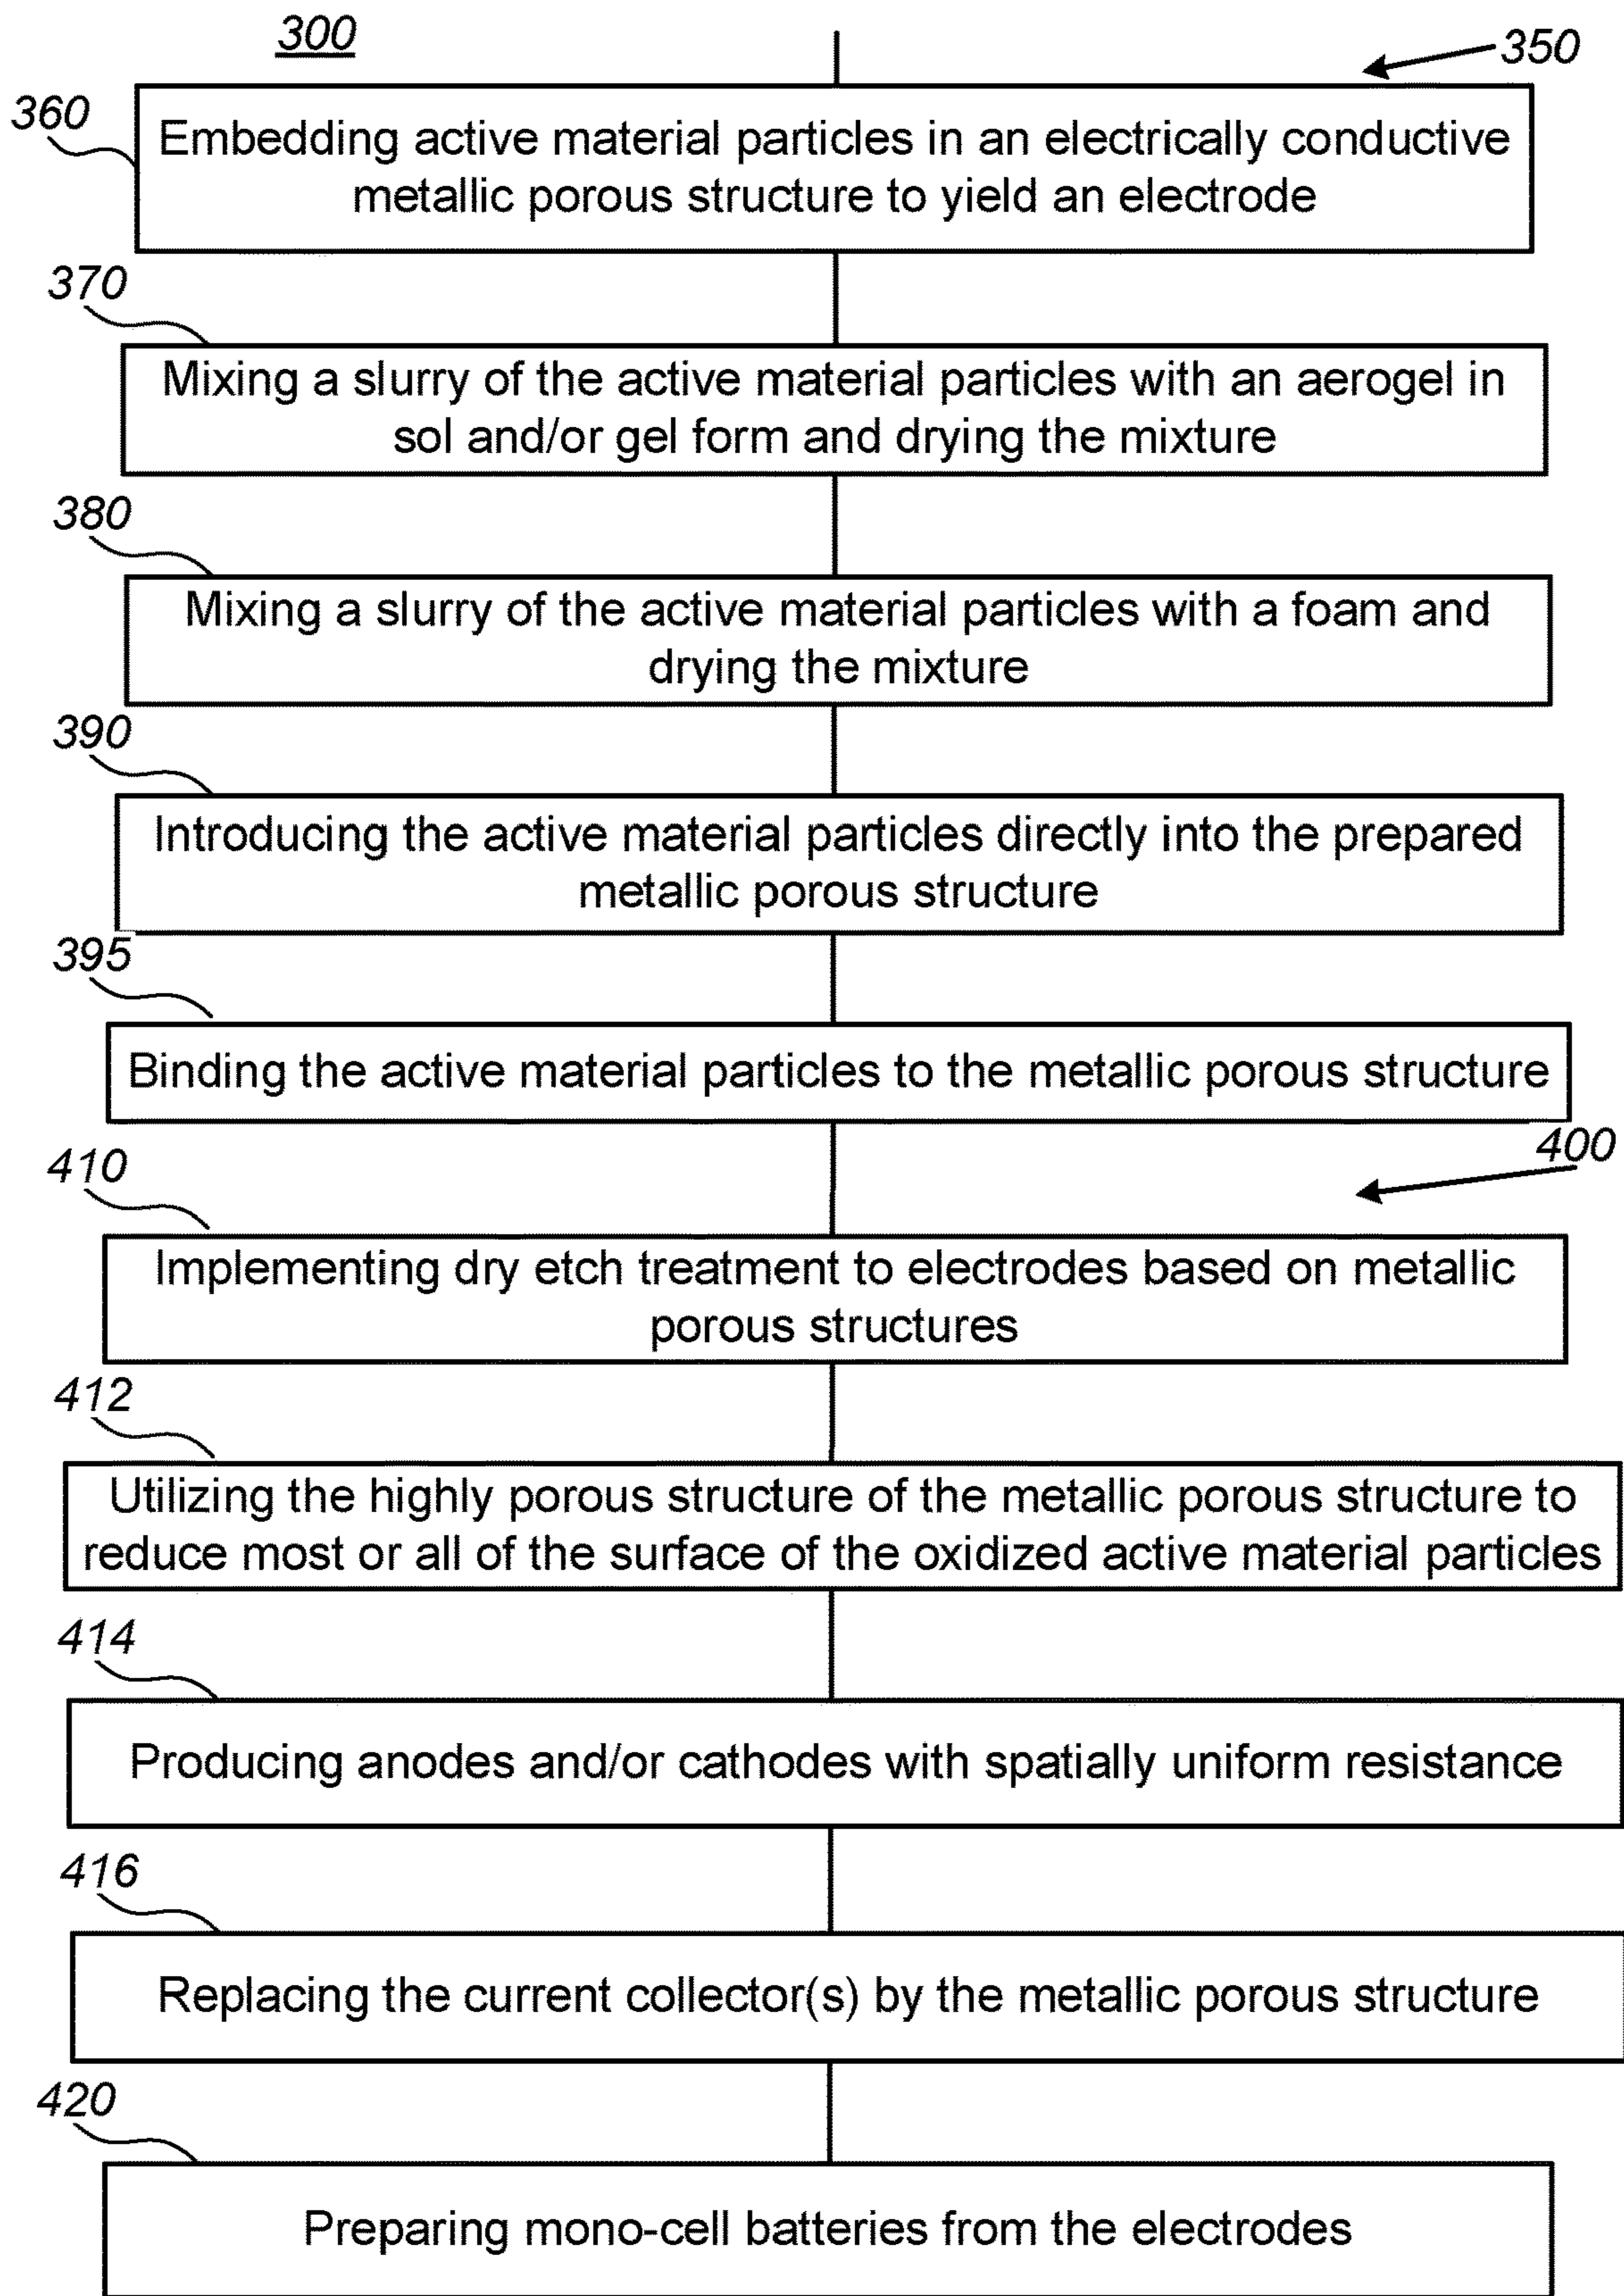 300
350
360
Embedding active material particles in an electrically conductive
metallic porous structure to yield an electrode
370
Mixing a slurry of the active material particles with an aerogel in
sol and/or gel form and drying the mixture
380
Mixing a slurry of the active material particles with a foam and
drying the mixture
390
Introducing the active material particles directly into the prepared
metallic porous structure
395
Binding the active material particles to the metallic porous structure
400
410
Implementing dry etch treatment to electrodes based on metallic
porous structures
412
Utilizing the highly porous structure of the metallic porous structure to
reduce most or all of the surface of the oxidized active material particles
414
Producing anodes and/or cathodes with spatially uniform resistance
416
Replacing the current collector(s) by the metallic porous structure
420
Preparing mono-cell batteries from the electrodes